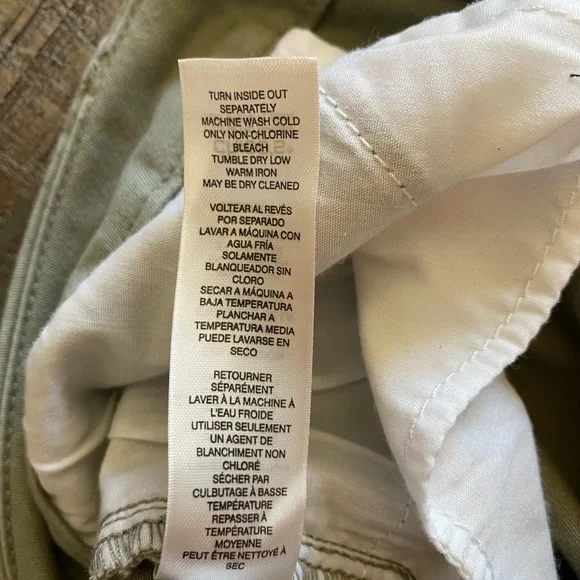 TURN INSIDE OUT
SEPARATELY
MACHINE WASH COLD
ONLY NON-CHLORINE
BLEACH
TUMBLE DRY LOW
WARM IRON
MAY BE DRY CLEANED
VOLTEAR AL REVÉS
POR SEPARADO
LAVAR A MÁQUINA CON
AGUA FRÍA
SOLAMENTE
BLANQUEADOR SIN
CLORO
SECAR A MÁQUINA A
BAJA TEMPERATURA
PLANCHAR A
TEMPERATURA MEDIA
PUEDE LAVARSE EN
SECO
RETOURNER
SÉPARÉMENT
LAVER À LA MACHINE À
L'EAU FROIDE
UTILISER SEULEMENT
UN AGENT DE
BLANCHIMENT NON
CHLORÉ
SÉCHER PAR
CULBUTAGE À BASSE
TEMPÉRATURE
REPASSER À
TEMPÉRATURE
MOYENNE
PEUT ÊTRE NETTOYÉ À
SEC